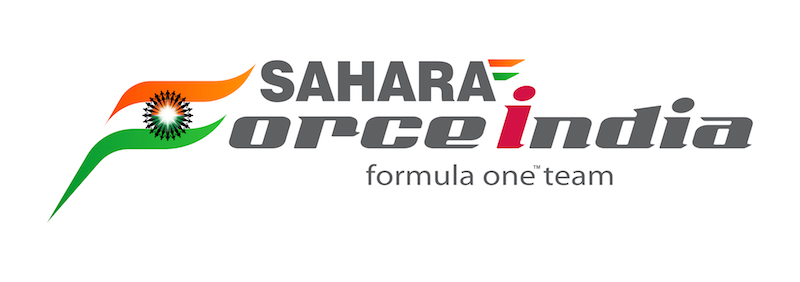 SAHARA
Force india
formula one™ team